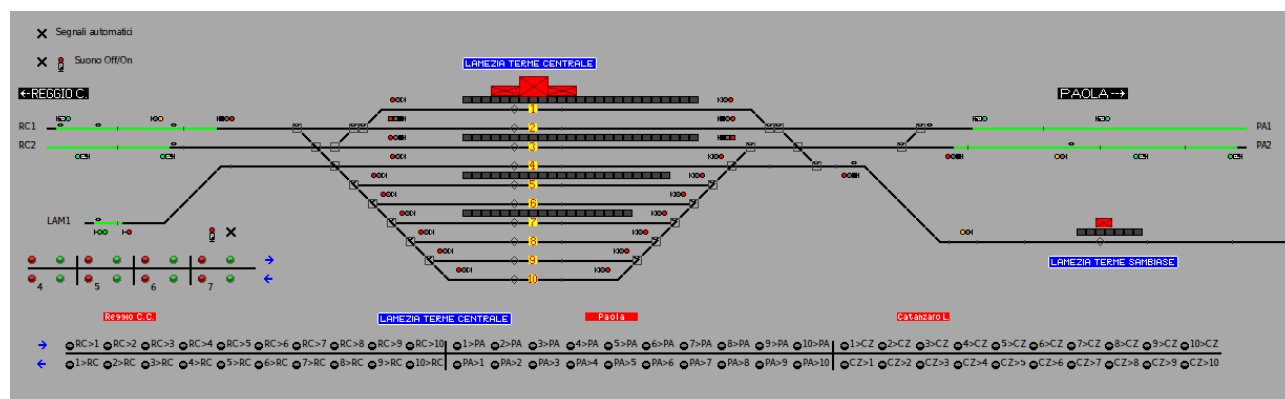 Segnali automatici
Suono Off/On
LAMEZIA TERME CENTRALE
←REGGIO C.
PAOLA→
1
RC1
2
PA1
RC2
3
PA2
4
5
6
LAM1
7
8
9
LAMEZIA TERME SAMBIASE
10
4 5 6 7
Reggio C.C.
LAMEZIA TERME CENTRALE
Paola
Catanzaro L.
RC>1 RC>2 RC>3 RC>4 RC>5 RC>6 RC>7 RC>8 RC>9 RC>10 1>PA 2>PA 3>PA 4>PA 5>PA 6>PA 7>PA 8>PA 9>PA 10>PA 1>CZ 2>CZ 3>CZ 4>CZ 5>CZ 6>CZ 7>CZ 8>CZ 9>CZ 10>CZ
1>RC 2>RC 3>RC 4>RC 5>RC 6>RC 7>RC 8>RC 9>RC 10>RC PA>1 PA>2 PA>3 PA>4 PA>5 PA>6 PA>7 PA>8 PA>9 PA>10 CZ>1 CZ>2 CZ>3 CZ>4 CZ>5 CZ>6 CZ>7 CZ>8 CZ>9 CZ>10